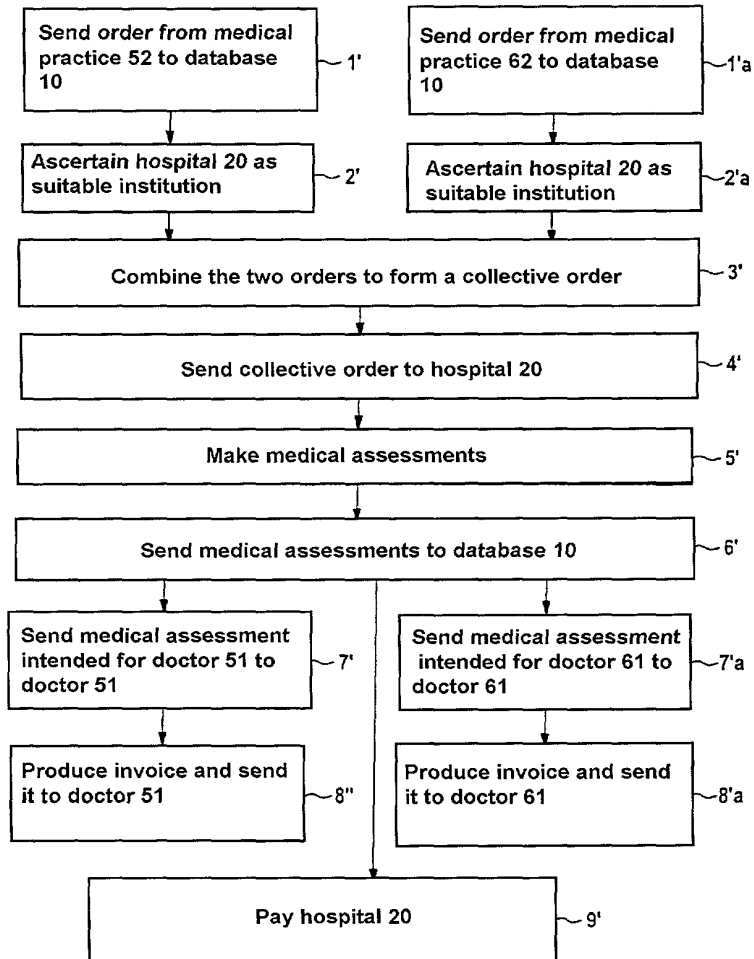 Send order from medical
practice 52 to database
10
1'
Send order from medical
practice 62 to database
10
1'a
Ascertain hospital 20 as
suitable institution
2'
Ascertain hospital 20 as
suitable institution
2'a
Combine the two orders to form a collective order
3'
Send collective order to hospital 20
4'
Make medical assessments
5'
Send medical assessments to database 10
6'
Send medical assessment
intended for doctor 51 to
doctor 51
7'
Send medical assessment
intended for doctor 61 to
doctor 61
7'a
Produce invoice and send
it to doctor 51
8''
Produce invoice and send
it to doctor 61
8'a
Pay hospital 20
9'